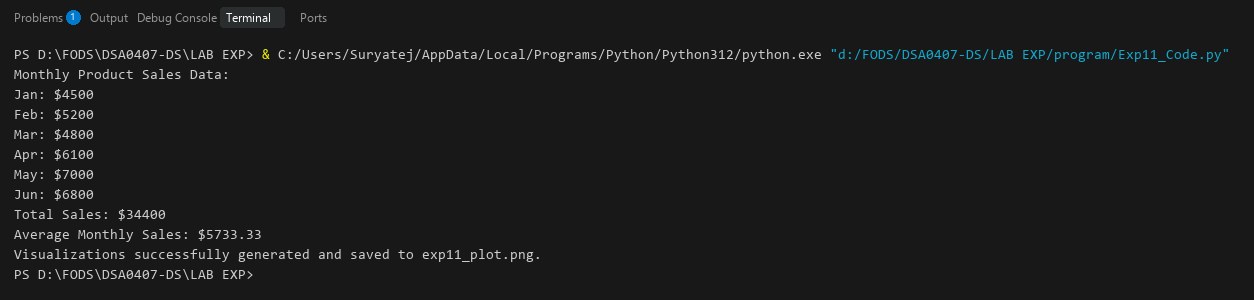 Problems 1 Output Debug Console Terminal Ports
PS D:\FODS\DSA0407-DS\LAB EXP> & C:/Users/Suryatej/AppData/Local/Programs/Python/Python312/python.exe "d:/FODS/DSA0407-DS/LAB EXP/program/Exp11_Code.py"
Monthly Product Sales Data:
Jan: $4500
Feb: $5200
Mar: $4800
Apr: $6100
May: $7000
Jun: $6800
Total Sales: $34400
Average Monthly Sales: $5733.33
Visualizations successfully generated and saved to exp11_plot.png.
PS D:\FODS\DSA0407-DS\LAB EXP>